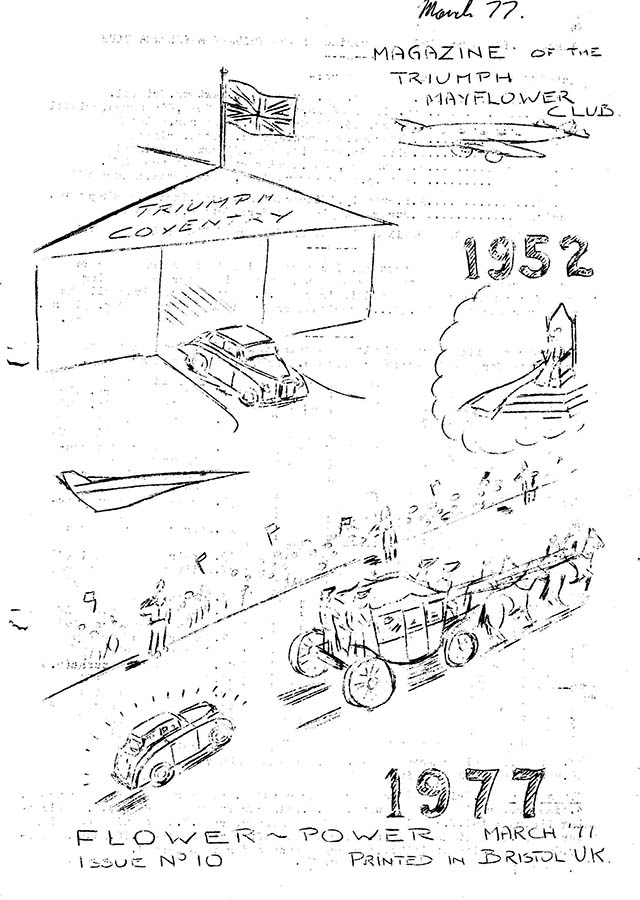 March 77.
MAGAZINE OF THE
TRIUMPH
MAYFLOWER
CLUB.
TRIUMPH
COVENTRY
1952
1977
FLOWER ~ POWER MARCH '77
ISSUE Nº 10 PRINTED IN BRISTOL U.K.